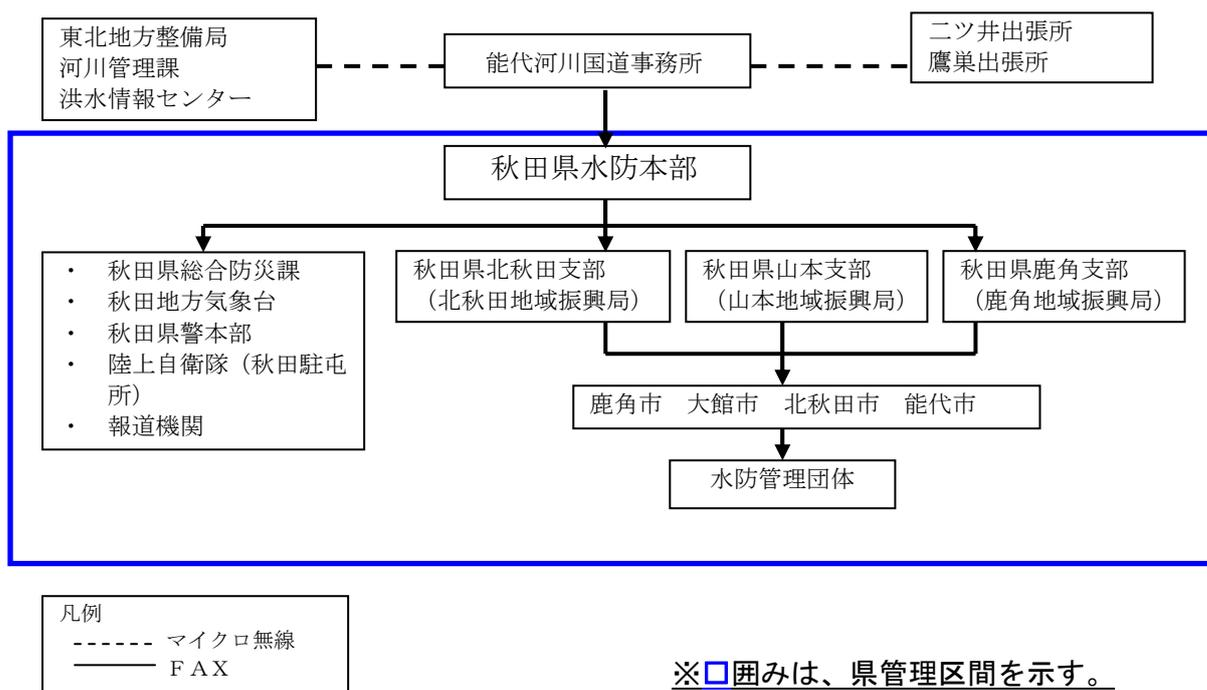 東北地方整備局
河川管理課
洪水情報センター
能代河川国道事務所
二ツ井出張所
鷹巣出張所
秋田県水防本部
・ 秋田県総合防災課
・ 秋田地方気象台
・ 秋田県警本部
・ 陸上自衛隊（秋田駐屯
所）
・ 報道機関
秋田県北秋田支部
（北秋田地域振興局）
秋田県山本支部
（山本地域振興局）
秋田県鹿角支部
（鹿角地域振興局）
鹿角市 大館市 北秋田市 能代市
水防管理団体
凡例
マイクロ無線
ＦＡＸ
※□囲みは、県管理区間を示す。